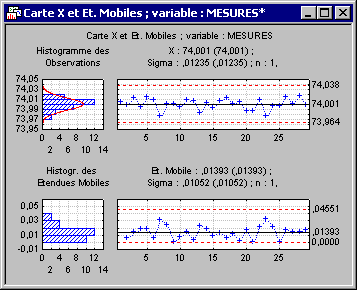 Carte X et Et. Mobiles ; variable : MESURES*
Carte X et Et. Mobiles ; variable : MESURES
Histogramme des Observations
X : 74,001 (74,001) ;
Sigma : ,01235 (,01235) ; n : 1,
74,05
74,03
74,01
73,99
73,97
73,95
0 4 8 12
2 6 10 14
5 10 15 20 25
74,038
74,001
73,964
Histogr. des Etendues Mobiles
Et. Mobile : ,01393 (,01393) ;
Sigma : ,01052 (,01052) ; n : 1,
0,05
0,03
0,01
-0,01
0 4 8 12
2 6 10 14
5 10 15 20 25
,04551
,01393
0,0000